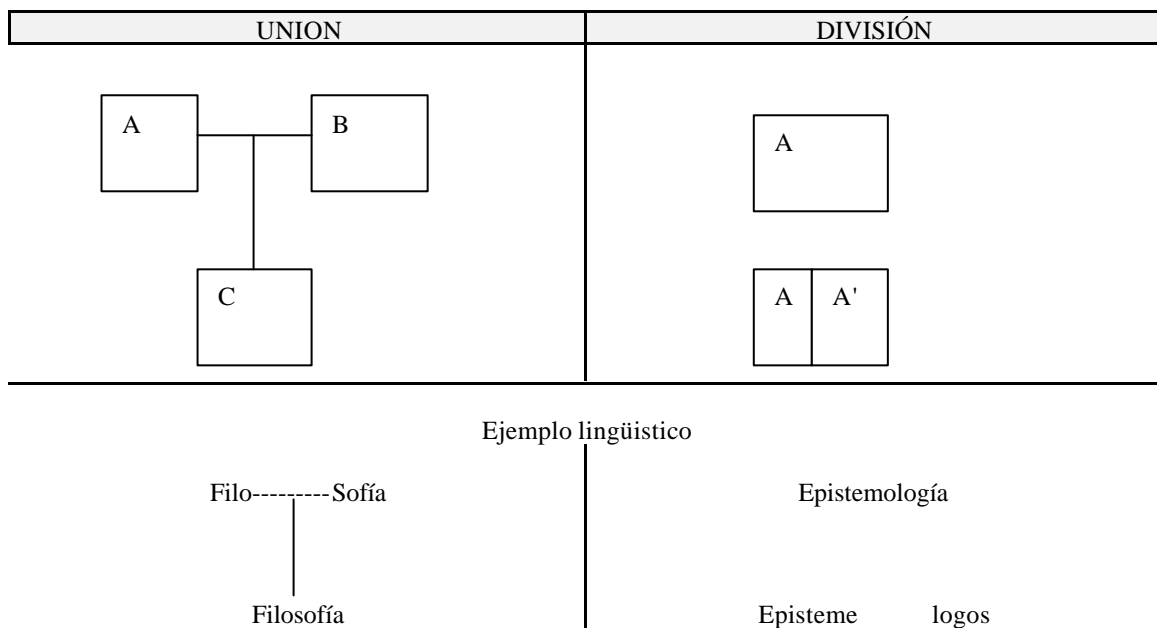 UNION DIVISIÓN
A B
A
C
A A'
Ejemplo lingüistico
Filo---------Sofía Epistemología
Filosofía Episteme logos